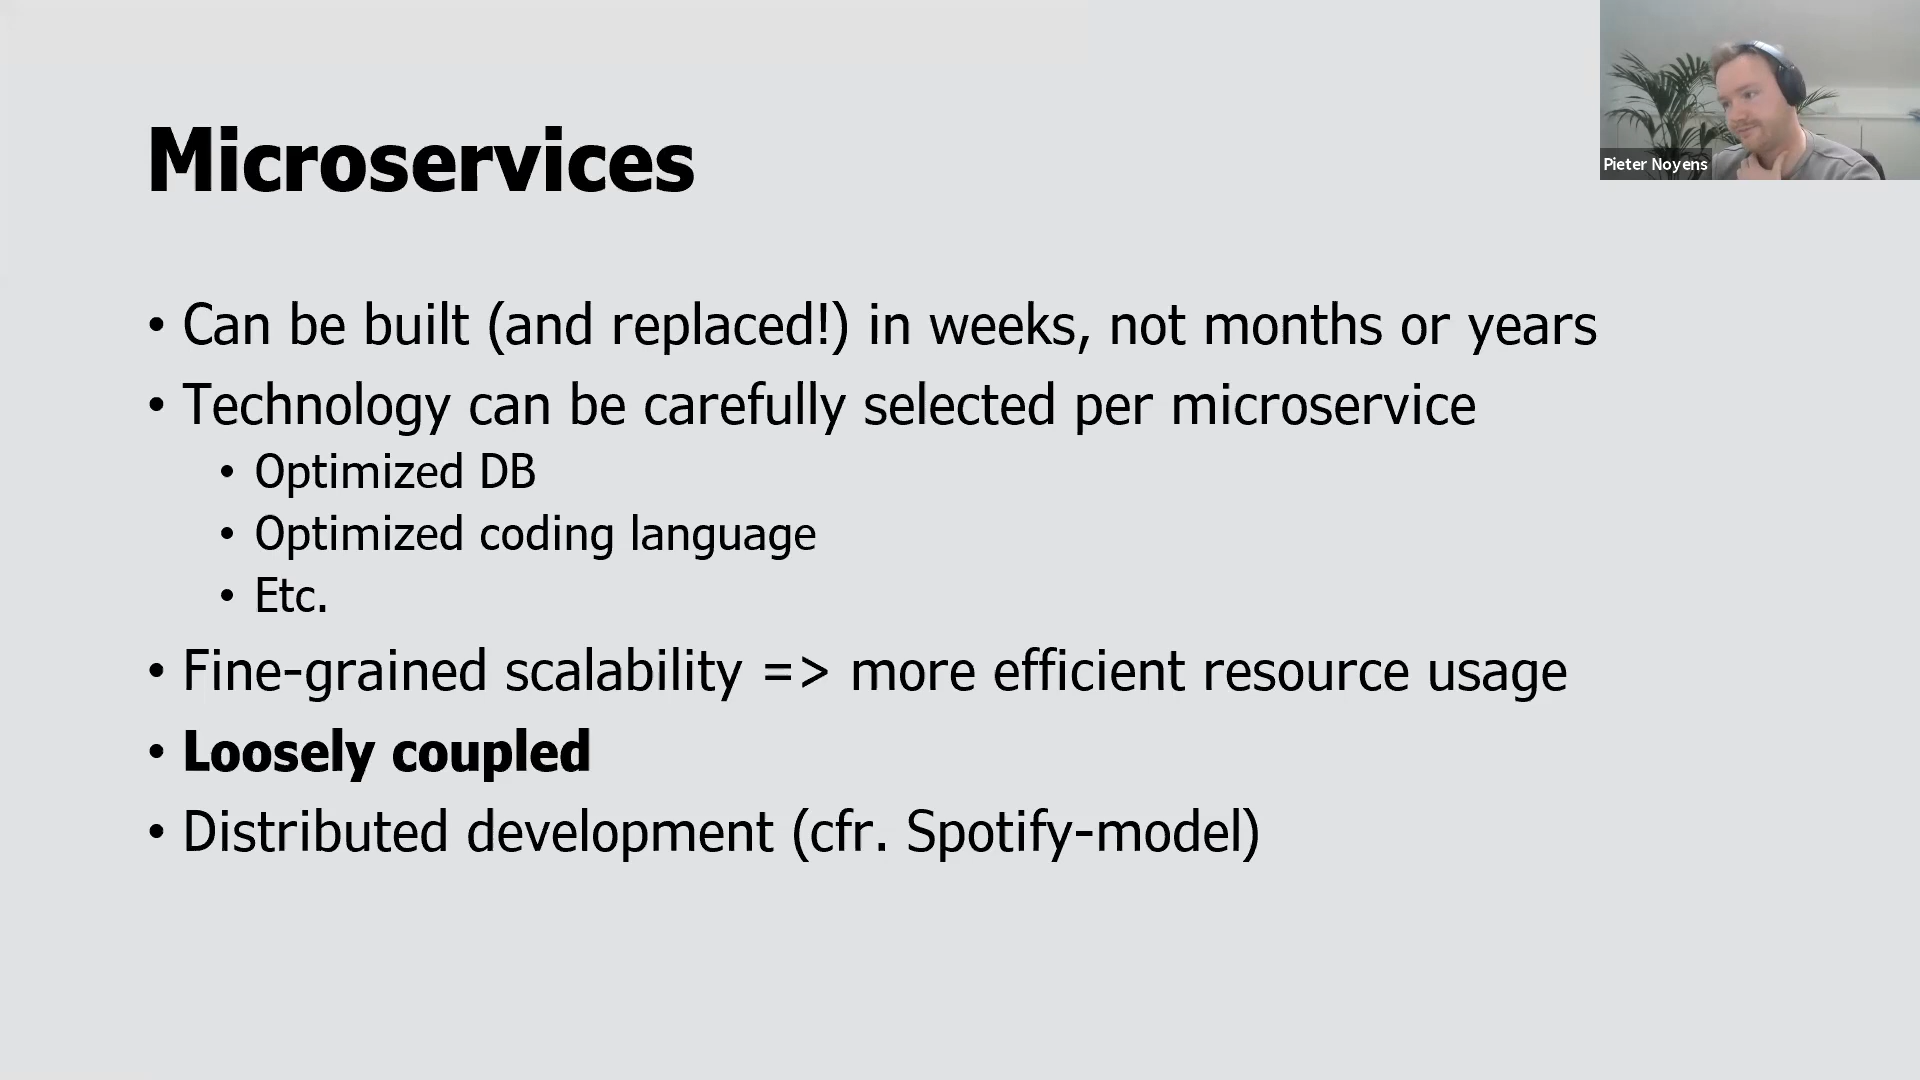 Microservices
Pieter Noyens
• Can be built (and replaced!) in weeks, not months or years
• Technology can be carefully selected per microservice
• Optimized DB
• Optimized coding language
• Etc.
• Fine-grained scalability => more efficient resource usage
• Loosely coupled
• Distributed development (cfr. Spotify-model)